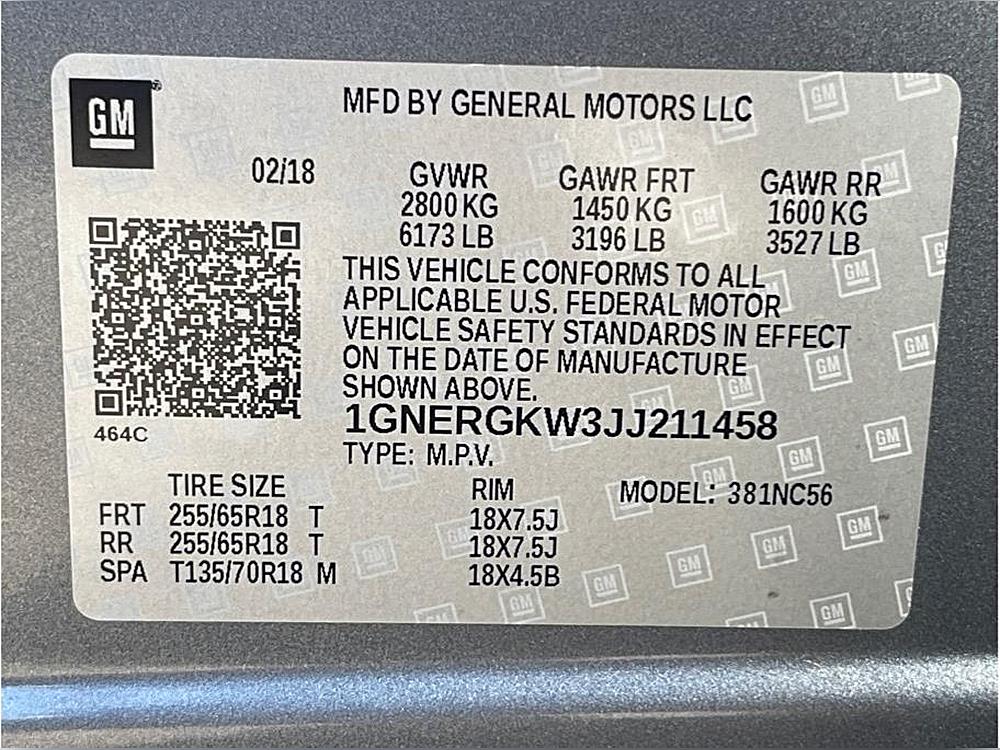 GM
MFD BY GENERAL MOTORS LLC
02/18
GVWR GAWR FRT GAWR RR
2800 KG 1450 KG 1600 KG
6173 LB 3196 LB 3527 LB
THIS VEHICLE CONFORMS TO ALL
APPLICABLE U.S. FEDERAL MOTOR
VEHICLE SAFETY STANDARDS IN EFFECT
ON THE DATE OF MANUFACTURE
SHOWN ABOVE.
464C
1GNERGKW3JJ211458
TYPE: M.P.V.
TIRE SIZE RIM MODEL: 381NC56
FRT 255/65R18 T 18X7.5J
RR 255/65R18 T 18X7.5J
SPA T135/70R18 M 18X4.5B